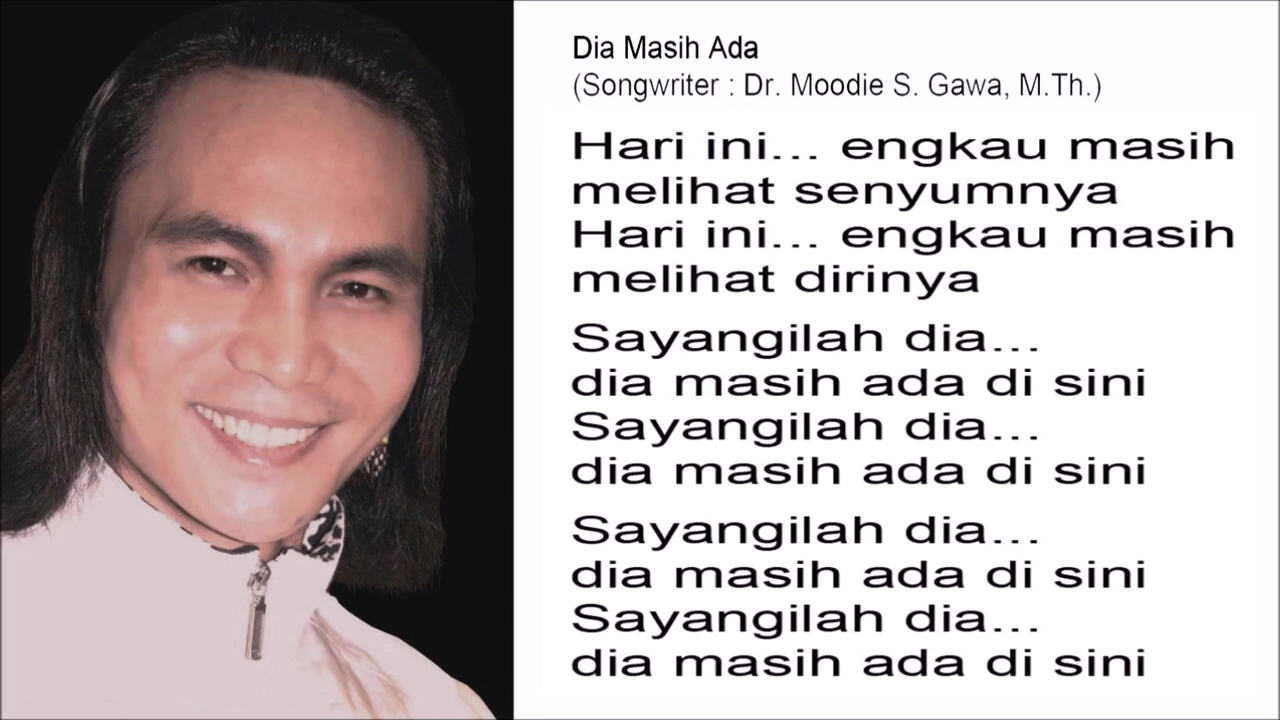 Dia Masih Ada
(Songwriter : Dr. Moodie S. Gawa, M.Th.)
Hari ini... engkau masih
melihat senyumnya
Hari ini... engkau masih
melihat dirinya
Sayangilah dia...
dia masih ada di sini
Sayangilah dia...
dia masih ada di sini
Sayangilah dia...
dia masih ada di sini
Sayangilah dia...
dia masih ada di sini